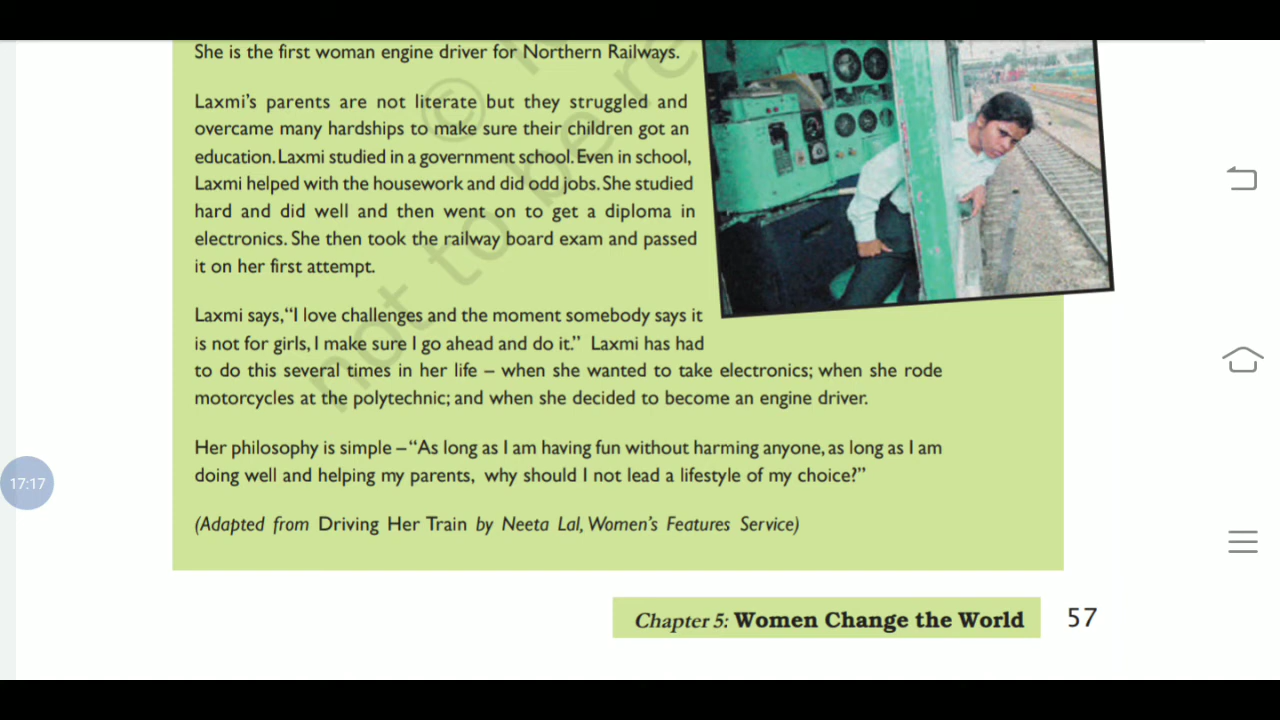 She is the first woman engine driver for Northern Railways.
Laxmi's parents are not literate but they struggled and
overcame many hardships to make sure their children got an
education. Laxmi studied in a government school. Even in school,
Laxmi helped with the housework and did odd jobs. She studied
hard and did well and then went on to get a diploma in
electronics. She then took the railway board exam and passed
it on her first attempt.
Laxmi says, “I love challenges and the moment somebody says it
is not for girls, I make sure I go ahead and do it.” Laxmi has had
to do this several times in her life – when she wanted to take electronics; when she rode
motorcycles at the polytechnic; and when she decided to become an engine driver.
Her philosophy is simple – “As long as I am having fun without harming anyone, as long as I am
doing well and helping my parents, why should I not lead a lifestyle of my choice?”
(Adapted from Driving Her Train by Neeta Lal, Women's Features Service)
Chapter 5: Women Change the World 57
17:17
© 
not to be re